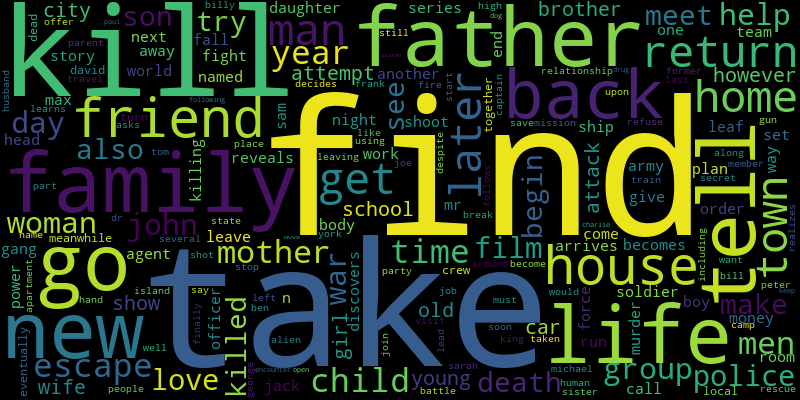 kill
find
take
father
family
go
new
life
tell
back
house
friend
man
return
home
get
later
town
child
mother
woman
john
escape
love
war
film
time
police
group
men
make
death
young
girl
old
car
killed
school
day
also
son
try
year
city
meet
help
brother
see
begin
attack
attempt
daughter
series
fight
fall
named
world
away
next
story
david
dead
billy
paul
parent
travel
max
offer
husband
learns
turn
asks
following
decides
frank
another
still
high
dog
end
one
team
however
relationship
drug
fire
start
former
last
upon
sam
night
like
using
shoot
work
joe
together
save
mission
captain
ship
refuse
gun
leaf
set
along
member
way
plan
secret
order
army
train
give
come
arrives
becomes
charlie
including
want
bill
realizes
peter
keep
camp
money
boy
soldier
force
murder
run
room
call
local
rescue
human
sister
michael
sarah
battle
king
taken
soon
must
would
job
visit
lead
around
become
crew
party
join
discovers
n
york
move
body
mr
break
despite
follows
leaving
place
reveals
killing
head
part
tom
dr
state
several
leave
agent
shot
name
meanwhile
gang
power
apartment
hand
show
island
say
stop
officer
finally
left
ben
alien
jack
george
encounter
open
eventually
well
wife
people